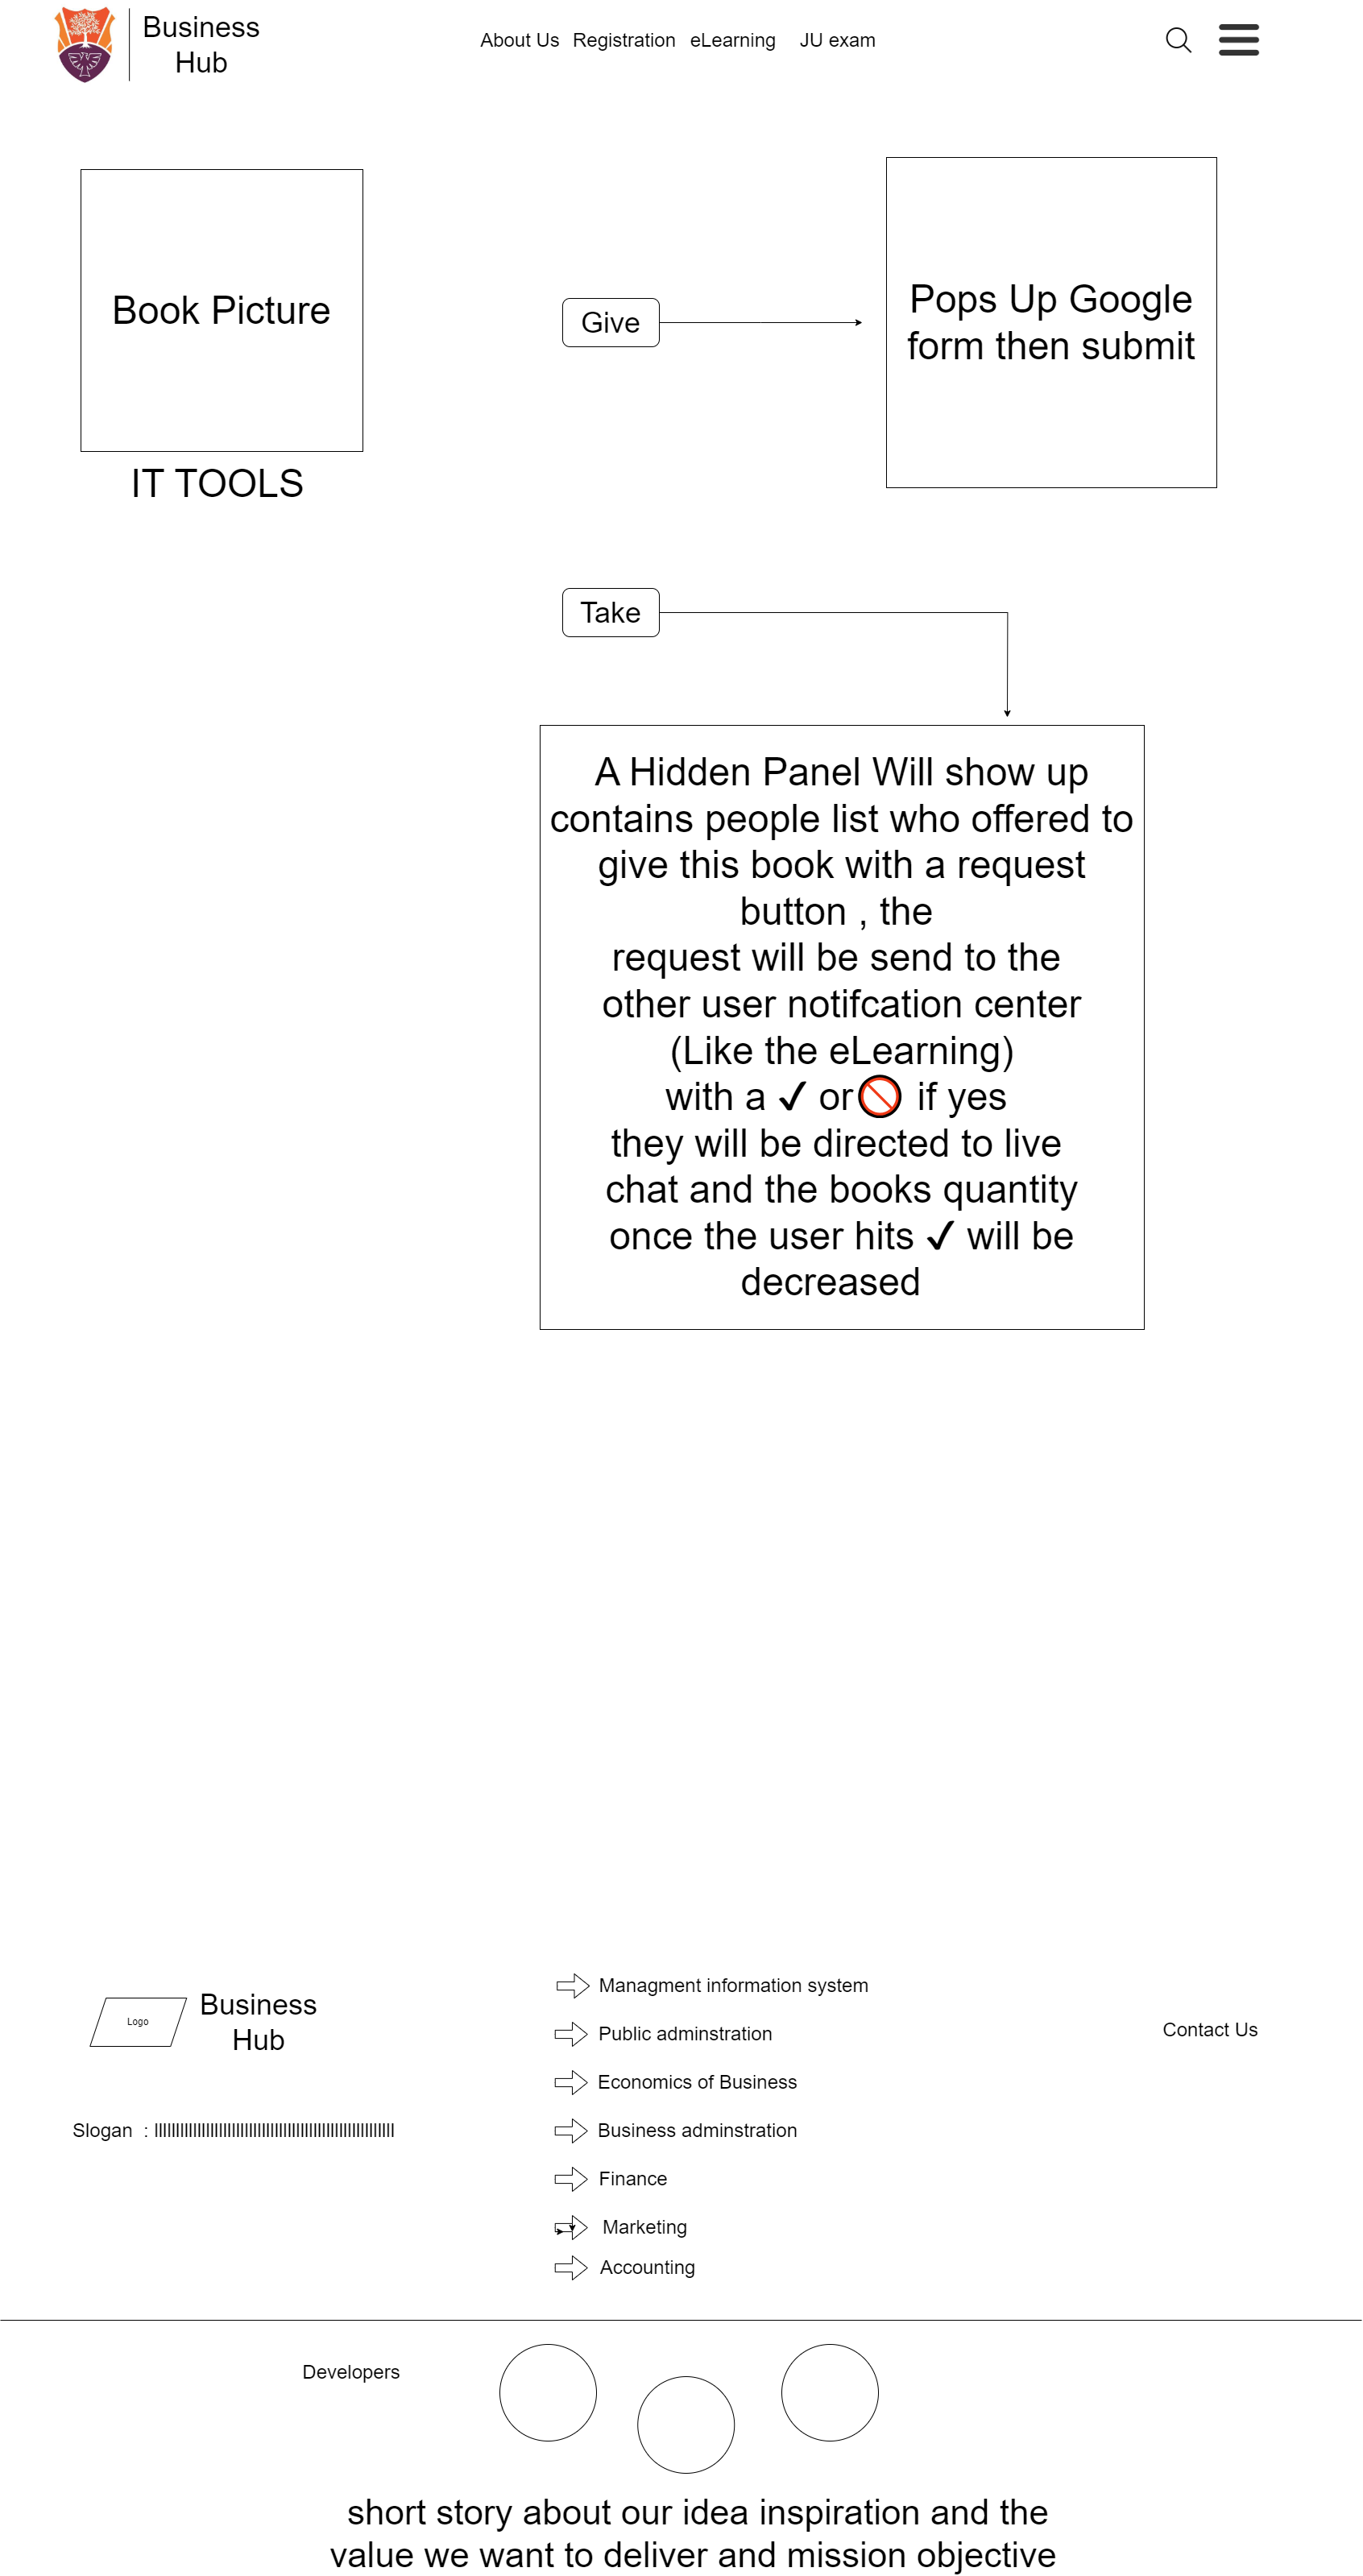 Business
Hub
About Us
Registration
eLearning
JU exam
Book Picture
IT TOOLS
Give
Pops Up Google
form then submit
Take
A Hidden Panel Will show up
contains people list who offered to
give this book with a request
button , the
request will be send to the
other user notifcation center
(Like the eLearning)
with a ✔ or🚫 if yes
they will be directed to live
chat and the books quantity
once the user hits ✔ will be
decreased
Logo
Business
Hub
Slogan : llllllllllllllllllllllllllllllllllllllllllllllllllllllll
Managment information system
Public adminstration
Economics of Business
Business adminstration
Finance
Marketing
Accounting
Contact Us
Developers
short story about our idea inspiration and the
value we want to deliver and mission objective